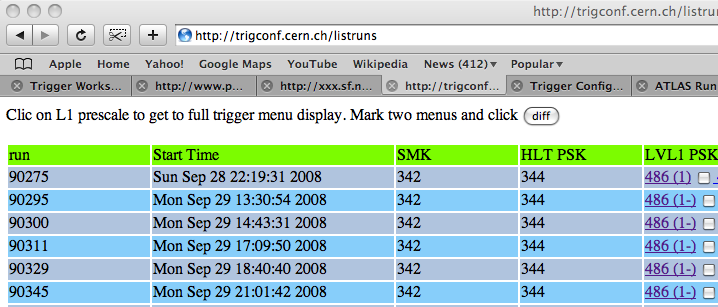 http://trigconf.cern.ch/listru
http://trigconf.cern.ch/listruns
Apple Yahoo! Google Maps YouTube Wikipedia News (412) Popular
Trigger Works... http://www.p... http://xxx.sf.n... http://trigconf... Trigger Config... ATLAS Run
Clic on L1 prescale to get to full trigger menu display. Mark two menus and click diff
run Start Time SMK HLT PSK LVL1 PSK
90275 Sun Sep 28 22:19:31 2008 342 344 486 (1)
90295 Mon Sep 29 13:30:54 2008 342 344 486 (1-)
90300 Mon Sep 29 14:43:31 2008 342 344 486 (1-)
90311 Mon Sep 29 17:09:50 2008 342 344 486 (1-)
90329 Mon Sep 29 18:40:40 2008 342 344 486 (1-)
90345 Mon Sep 29 21:01:42 2008 342 344 486 (1-)